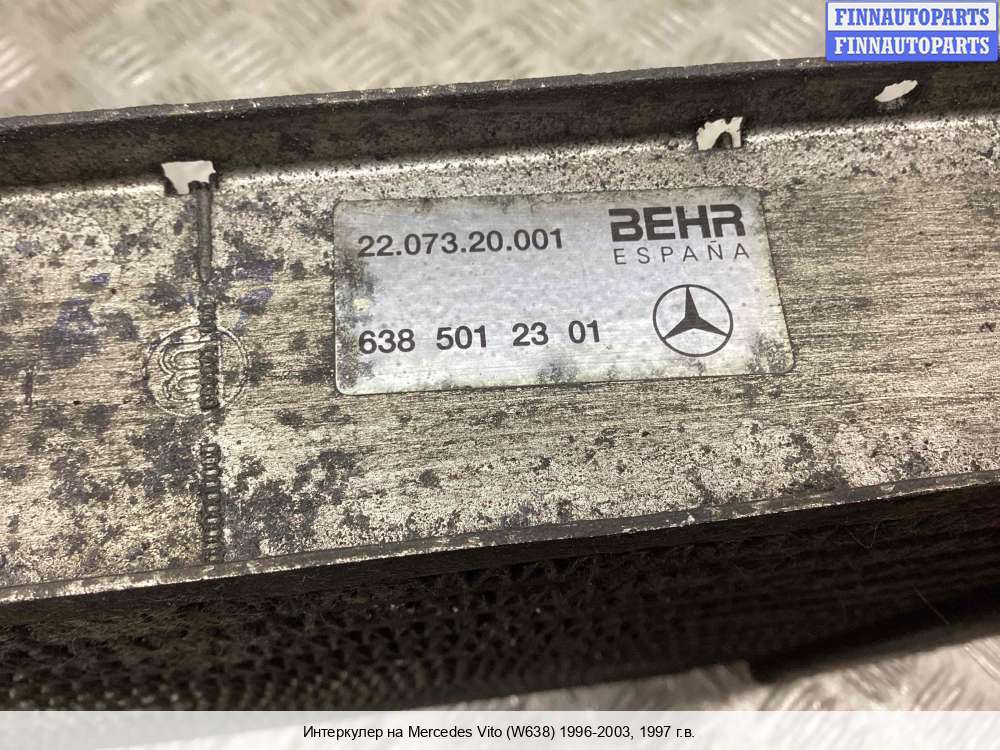 FINNAUTOPARTS
FINNAUTOPARTS
22.073.20.001
BEHR
ESPAÑA
638 501 23 01
Интеркулер на Mercedes Vito (W638) 1996-2003, 1997 г.в.